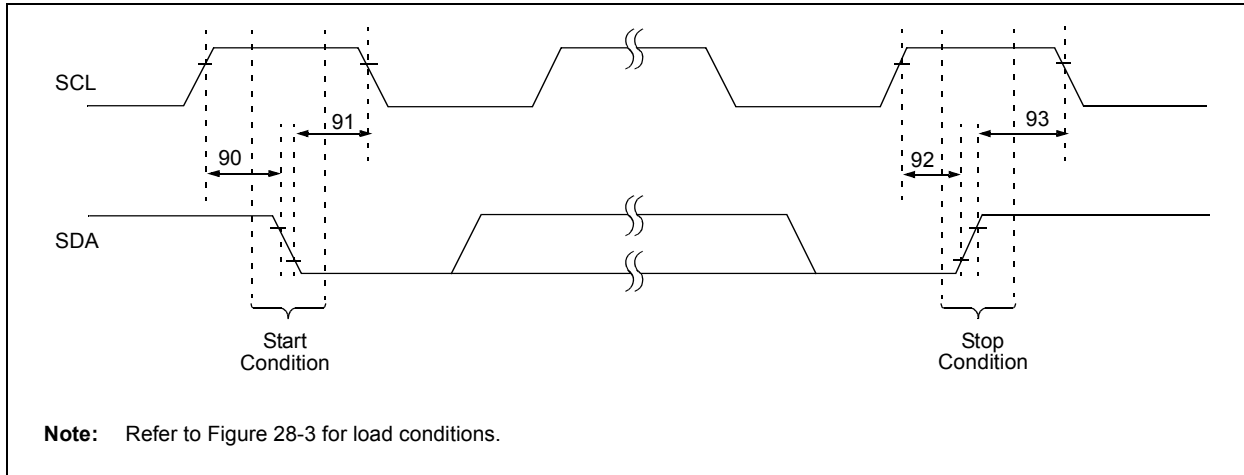 SCL
91
93
90
92
SDA
Start
Condition
Stop
Condition
Note: Refer to Figure 28-3 for load conditions.